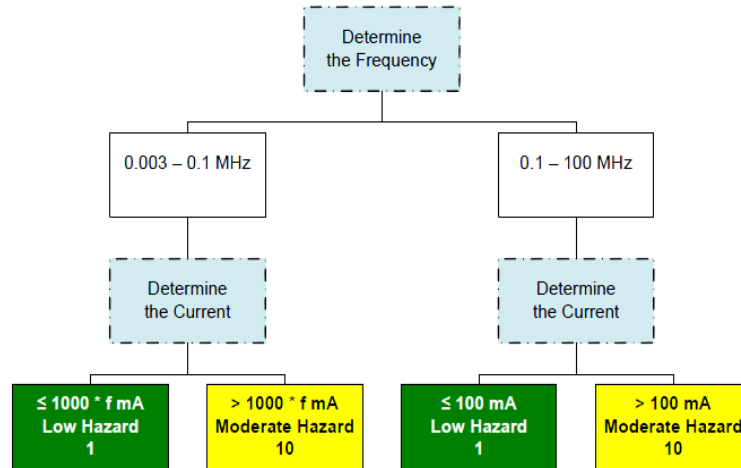 Determine
the Frequency
0.003 – 0.1 MHz
0.1 – 100 MHz
Determine
the Current
Determine
the Current
≤ 1000 * f mA
Low Hazard
1
> 1000 * f mA
Moderate Hazard
10
≤ 100 mA
Low Hazard
1
> 100 mA
Moderate Hazard
10